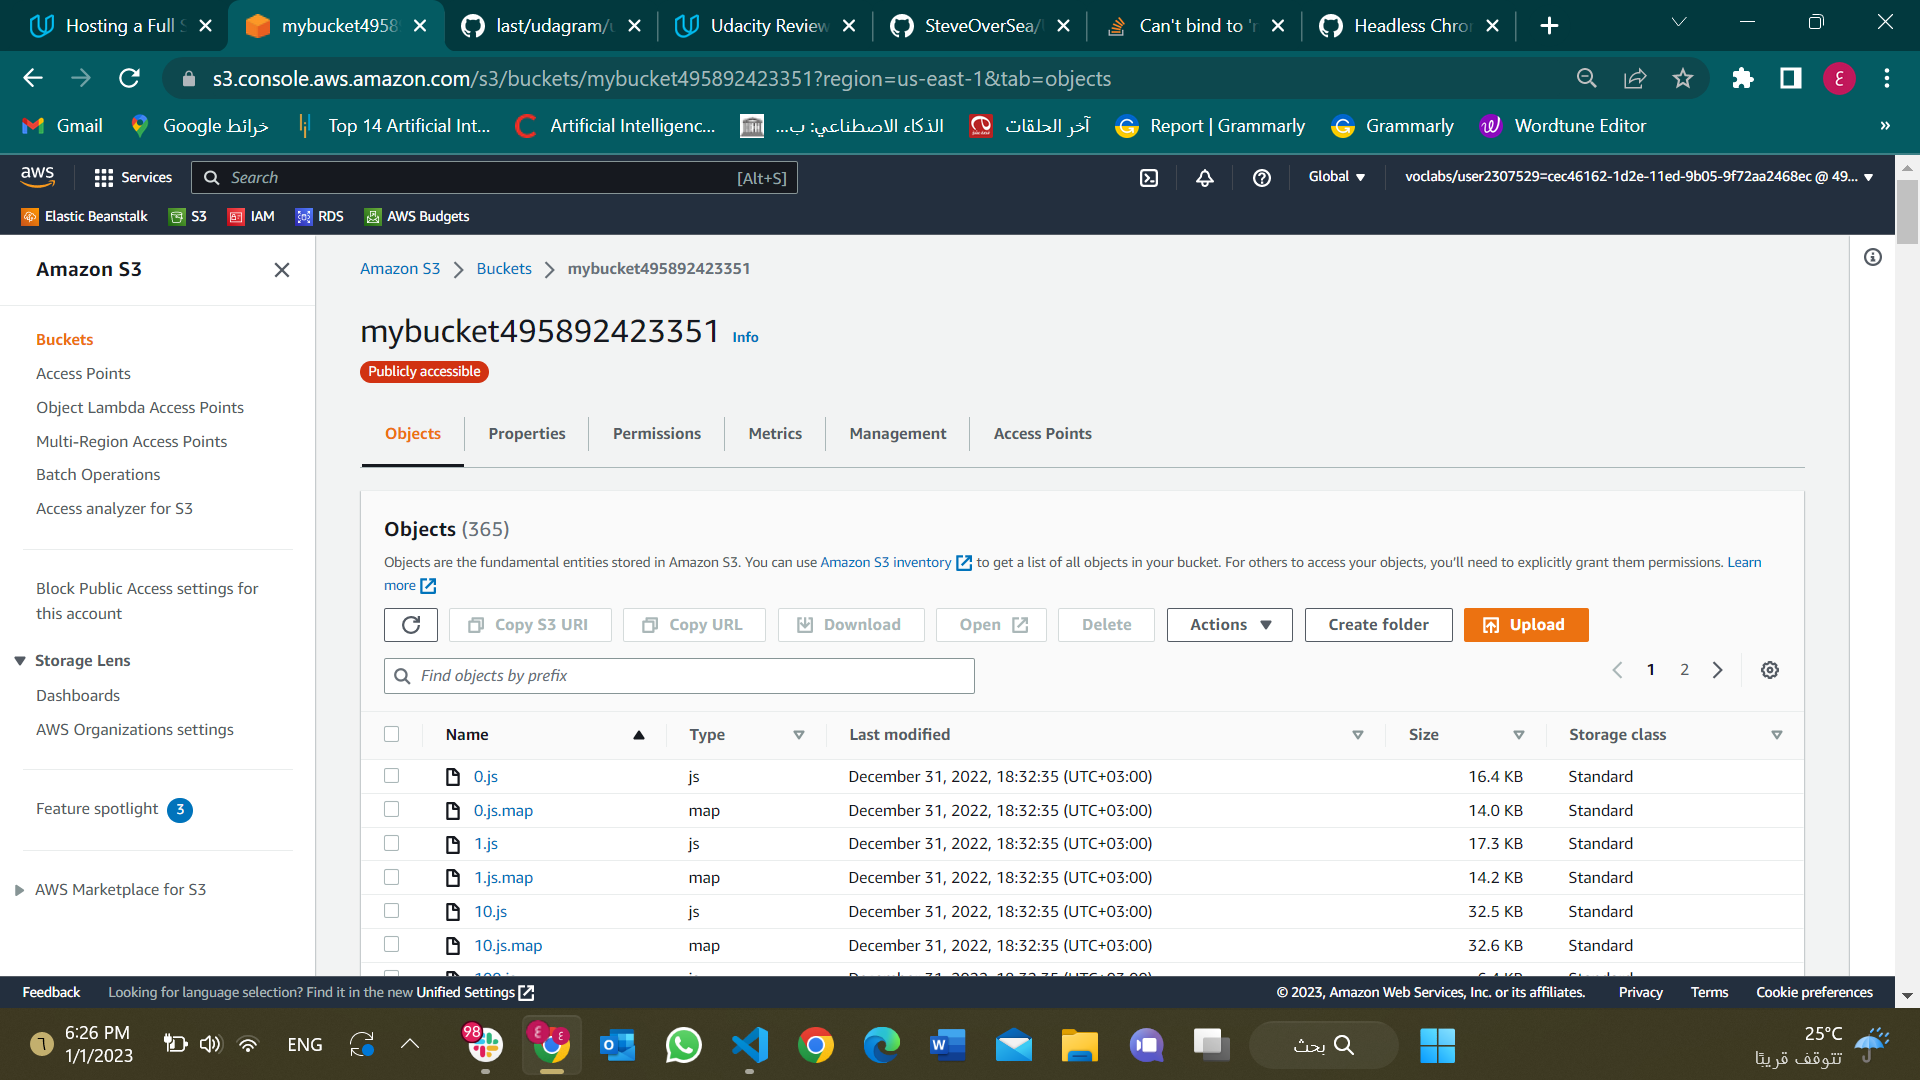 Hosting a Full S
mybucket4958
last/udagram/u
Udacity Review
SteveOverSea/
Can't bind to 'r
Headless Chro
s3.console.aws.amazon.com/s3/buckets/mybucket495892423351?region=us-east-1&tab=objects
ع
Gmail
خرائط Google
Top 14 Artificial Int...
Artificial Intelligenc...
الذكاء الاصطناعي: ب...
آخر الحلقات
Report | Grammarly
Grammarly
Wordtune Editor
»
aws
Services
Search
[Alt+S]
Global
voclabs/user2307529=cec46162-1d2e-11ed-9b05-9f72aa2468ec @ 49...
Elastic Beanstalk
S3
IAM
RDS
AWS Budgets
Amazon S3
Buckets
Access Points
Object Lambda Access Points
Multi-Region Access Points
Batch Operations
Access analyzer for S3
Block Public Access settings for
this account
Storage Lens
Dashboards
AWS Organizations settings
Feature spotlight 3
AWS Marketplace for S3
Amazon S3 > Buckets > mybucket495892423351
mybucket495892423351 Info
Publicly accessible
Objects
Properties
Permissions
Metrics
Management
Access Points
Objects (365)
Objects are the fundamental entities stored in Amazon S3. You can use Amazon S3 inventory to get a list of all objects in your bucket. For others to access your objects, you'll need to explicitly grant them permissions. Learn
more
Copy S3 URI
Copy URL
Download
Open
Delete
Actions
Create folder
Upload
Find objects by prefix
1 2
Name Type Last modified Size Storage class
0.js js December 31, 2022, 18:32:35 (UTC+03:00) 16.4 KB Standard
0.js.map map December 31, 2022, 18:32:35 (UTC+03:00) 14.0 KB Standard
1.js js December 31, 2022, 18:32:35 (UTC+03:00) 17.3 KB Standard
1.js.map map December 31, 2022, 18:32:35 (UTC+03:00) 14.2 KB Standard
10.js js December 31, 2022, 18:32:35 (UTC+03:00) 32.5 KB Standard
10.js.map map December 31, 2022, 18:32:35 (UTC+03:00) 32.6 KB Standard
Feedback
Looking for language selection? Find it in the new Unified Settings
© 2023, Amazon Web Services, Inc. or its affiliates.
Privacy
Terms
Cookie preferences
6:26 PM
1/1/2023
ENG
98
بحث
25°C
تتوقف قريبًا